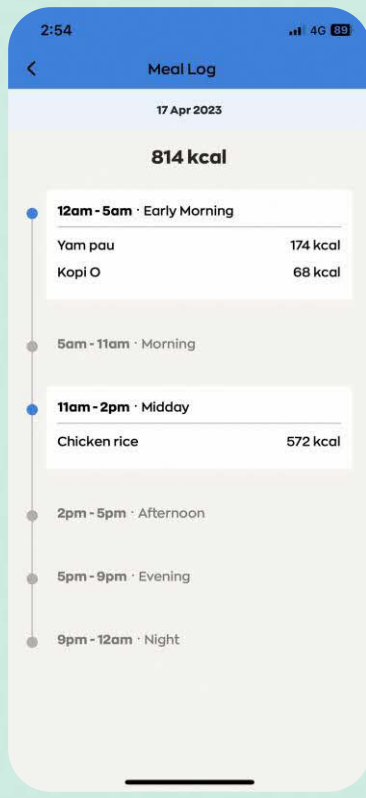 2:54 4G 89
Meal Log
17 Apr 2023
814 kcal
12am - 5am · Early Morning
Yam pau 174 kcal
Kopi O 68 kcal
5am - 11am · Morning
11am - 2pm · Midday
Chicken rice 572 kcal
2pm - 5pm · Afternoon
5pm - 9pm · Evening
9pm - 12am · Night